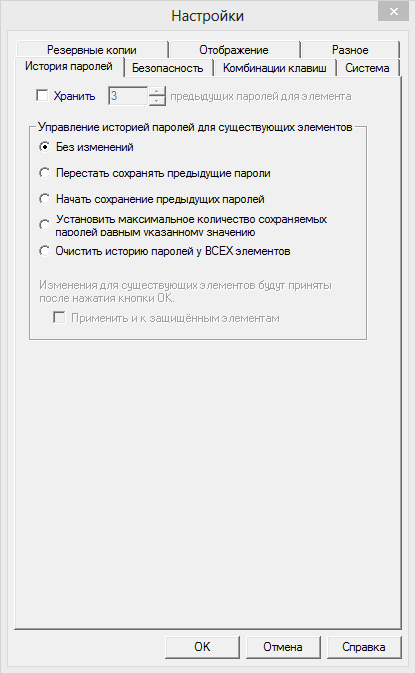 Настройки
Резервные копии Отображение Разное
История паролей Безопасность Комбинации клавиш Система
Хранить 3 предыдущих паролей для элемента
Управление историей паролей для существующих элементов
Без изменений
Перестать сохранять предыдущие пароли
Начать сохранение предыдущих паролей
Установить максимальное количество сохраняемых
паролей равным указанному значению
Очистить историю паролей у ВСЕХ элементов
Изменения для существующих элементов будут приняты
после нажатия кнопки OK.
Применить и к защищённым элементам
OK Отмена Справка